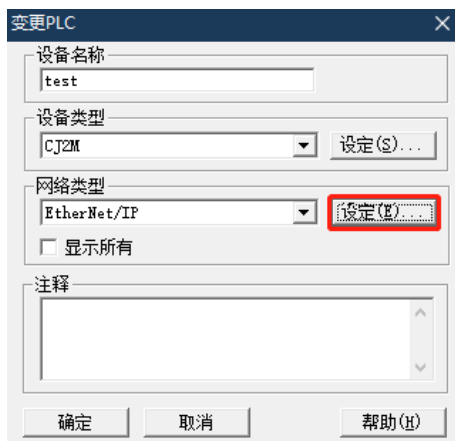 变更PLC
设备名称
test
设备类型
CJ2M
设定(S)...
网络类型
EtherNet/IP
设定(E)...
显示所有
注释
确定
取消
帮助(H)